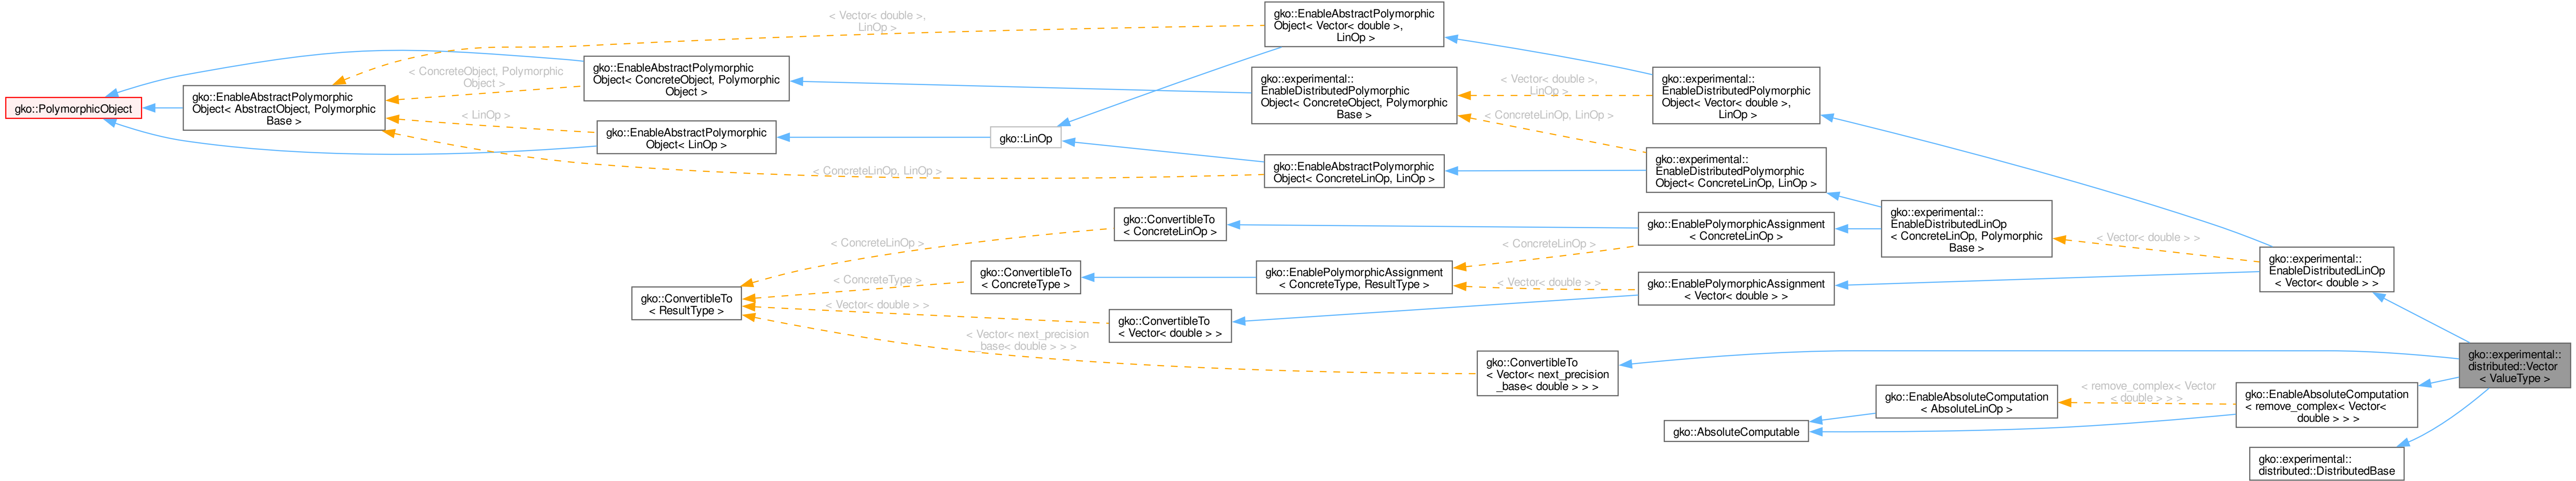 gko::PolymorphicObject
gko::EnableAbstractPolymorphic
Object< AbstractObject, Polymorphic
Base >
< Vector< double >,
LinOp >
< ConcreteObject, Polymorphic
Object >
< LinOp >
< ConcreteLinOp, LinOp >
gko::EnableAbstractPolymorphic
Object< ConcreteObject, Polymorphic
Object >
gko::EnableAbstractPolymorphic
Object< LinOp >
gko::LinOp
gko::EnableAbstractPolymorphic
Object< Vector< double >,
LinOp >
gko::experimental::
EnableDistributedPolymorphic
Object< ConcreteObject, Polymorphic
Base >
gko::EnableAbstractPolymorphic
Object< ConcreteLinOp, LinOp >
< Vector< double >,
LinOp >
< ConcreteLinOp, LinOp >
gko::experimental::
EnableDistributedPolymorphic
Object< Vector< double >,
LinOp >
gko::experimental::
EnableDistributedPolymorphic
Object< ConcreteLinOp, LinOp >
gko::ConvertibleTo
< ResultType >
< ConcreteLinOp >
< ConcreteType >
< Vector< double > >
< Vector< next_precision
_base< double > > >
gko::ConvertibleTo
< ConcreteLinOp >
gko::ConvertibleTo
< ConcreteType >
gko::ConvertibleTo
< Vector< double > >
gko::EnablePolymorphicAssignment
< ConcreteType, ResultType >
< ConcreteLinOp >
< Vector< double > >
gko::EnablePolymorphicAssignment
< ConcreteLinOp >
gko::EnablePolymorphicAssignment
< Vector< double > >
gko::experimental::
EnableDistributedLinOp
< ConcreteLinOp, Polymorphic
Base >
< Vector< double > >
gko::experimental::
EnableDistributedLinOp
< Vector< double > >
gko::ConvertibleTo
< Vector< next_precision
_base< double > > >
gko::AbsoluteComputable
gko::EnableAbsoluteComputation
< AbsoluteLinOp >
< remove_complex< Vector
< double > > >
gko::EnableAbsoluteComputation
< remove_complex< Vector<
double > > >
gko::experimental::
distributed::DistributedBase
gko::experimental::
distributed::Vector
< ValueType >